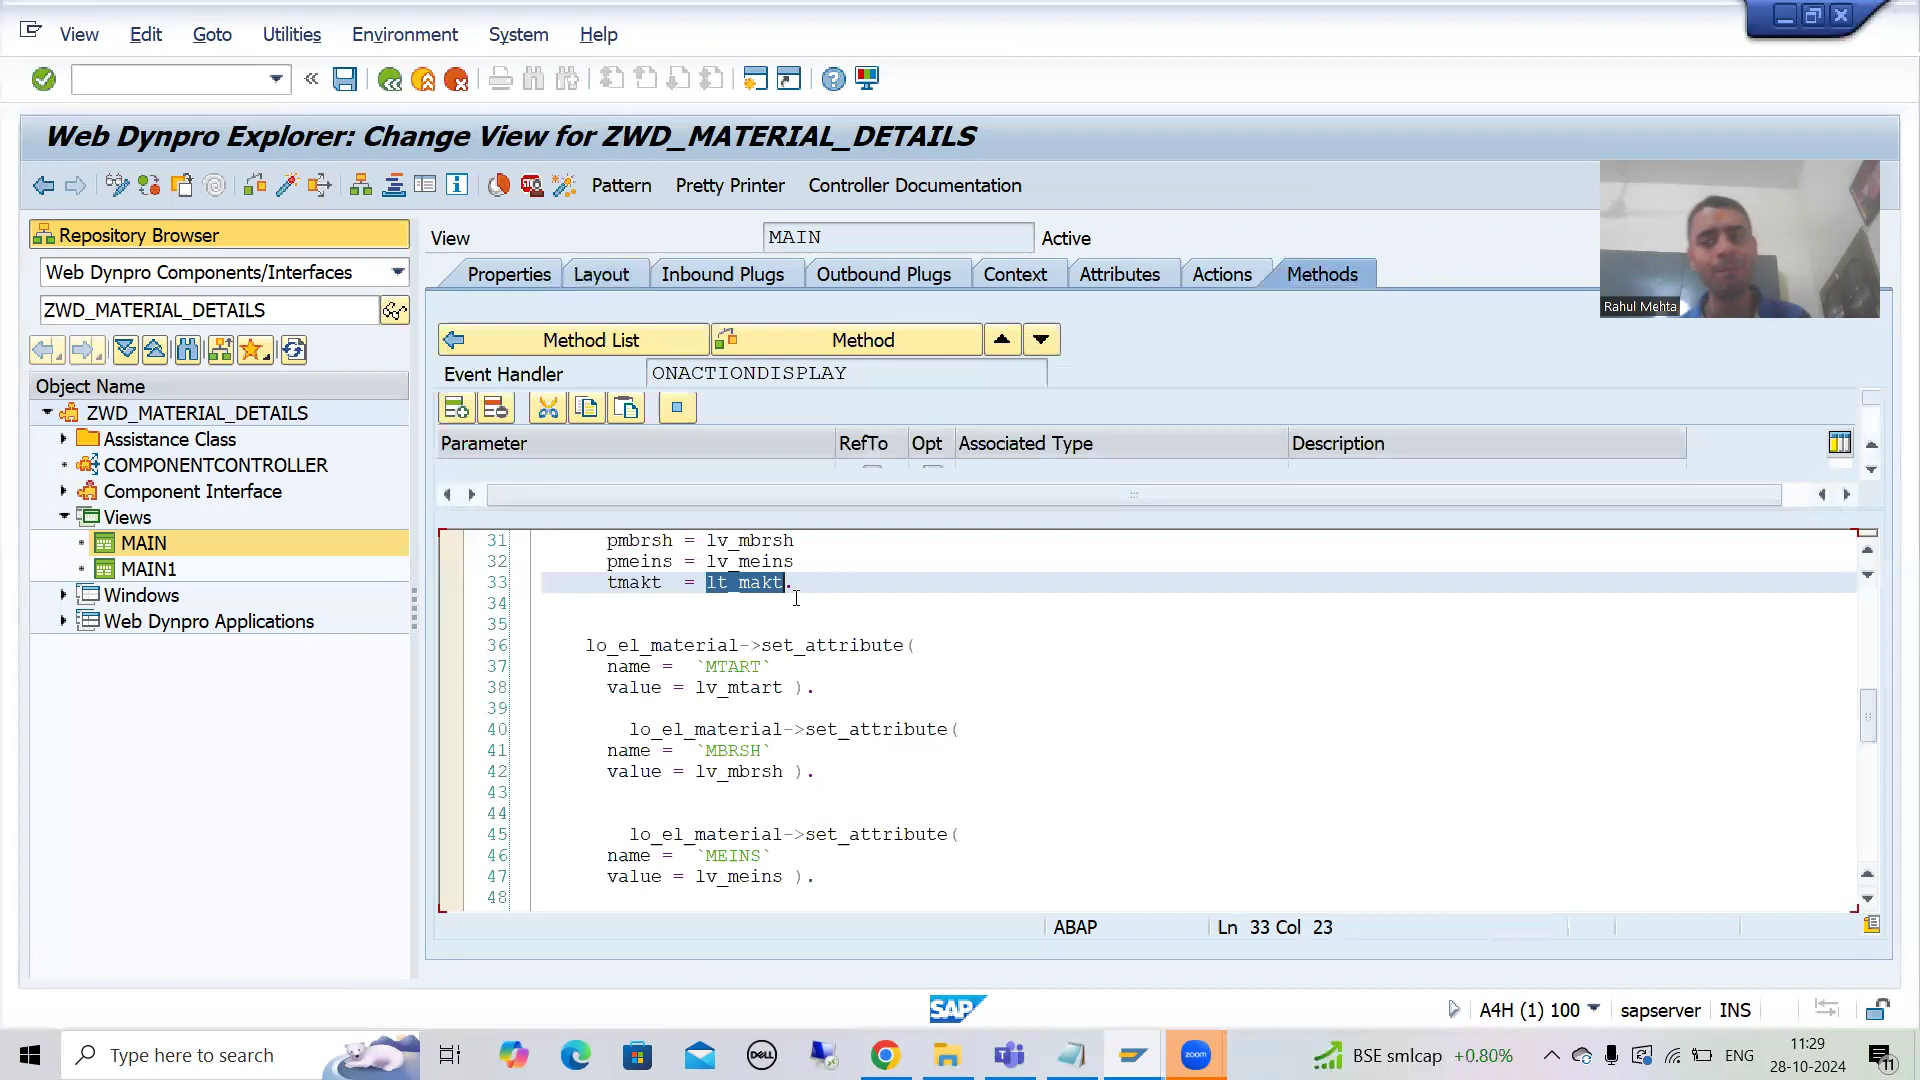 View Edit Goto Utilities Environment System Help
Web Dynpro Explorer: Change View for ZWD_MATERIAL_DETAILS
Pattern Pretty Printer Controller Documentation
Rahul Mehta
Repository Browser
Web Dynpro Components/Interfaces
ZWD_MATERIAL_DETAILS
Object Name
ZWD_MATERIAL_DETAILS
Assistance Class
COMPONENTCONTROLLER
Component Interface
Views
MAIN
MAIN1
Windows
Web Dynpro Applications
View MAIN Active
Properties Layout Inbound Plugs Outbound Plugs Context Attributes Actions Methods
Method List Method
Event Handler ONACTIONDISPLAY
Parameter RefTo Opt Associated Type Description
31 pmbrsh = lv_mbrsh
32 pmeins = lv_meins
33 tmakt = lt_makt.
34
35
36 lo_el_material->set_attribute(
37 name = `MTART`
38 value = lv_mtart ).
39
40 lo_el_material->set_attribute(
41 name = `MBRSH`
42 value = lv_mbrsh ).
43
44
45 lo_el_material->set_attribute(
46 name = `MEINS`
47 value = lv_meins ).
48
ABAP Ln 33 Col 23
SAP A4H (1) 100 sapserver INS
Type here to search
DELL
zoom
BSE smlcap +0.80%
ENG
11:29
28-10-2024
11